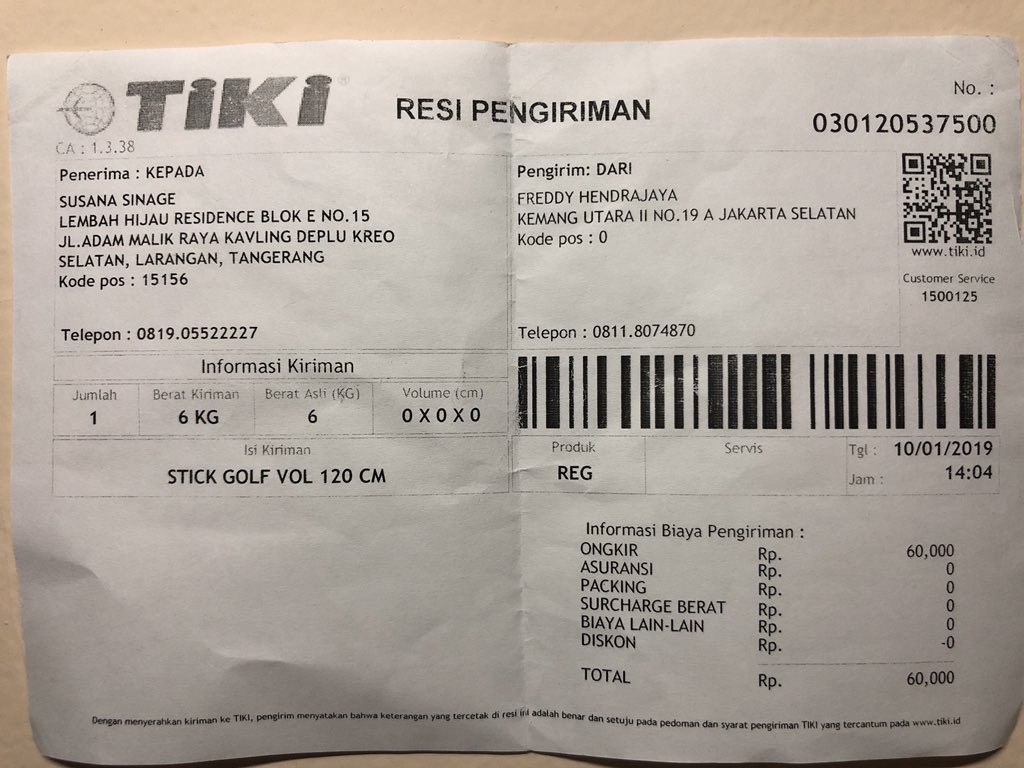 TIKI
RESI PENGIRIMAN
No. :
030120537500
CA : 1.3.38
Penerima : KEPADA
SUSANA SINAGE
LEMBAH HIJAU RESIDENCE BLOK E NO.15
JL.ADAM MALIK RAYA KAVLING DEPLU KREO
SELATAN, LARANGAN, TANGERANG
Kode pos : 15156
Telepon : 0819.05522227
Pengirim: DARI
FREDDY HENDRAJAYA
KEMANG UTARA II NO.19 A JAKARTA SELATAN
Kode pos : 0
Telepon : 0811.8074870
www.tiki.id
Customer Service
1500125
Informasi Kiriman
Jumlah Berat Kiriman Berat Asli (KG) Volume (cm)
1 6 KG 6 0 X 0 X 0
Isi Kiriman
STICK GOLF VOL 120 CM
Produk Servis Tgl : 10/01/2019
REG Jam : 14:04
Informasi Biaya Pengiriman :
ONGKIR Rp. 60,000
ASURANSI Rp. 0
PACKING Rp. 0
SURCHARGE BERAT Rp. 0
BIAYA LAIN-LAIN Rp. 0
DISKON Rp. -0
TOTAL Rp. 60,000
Dengan menyerahkan kiriman ke TIKI, pengirim menyatakan bahwa keterangan yang tercetak di resi ini adalah benar dan setuju pada pedoman dan syarat pengiriman TIKI yang tercantum pada www.tiki.id